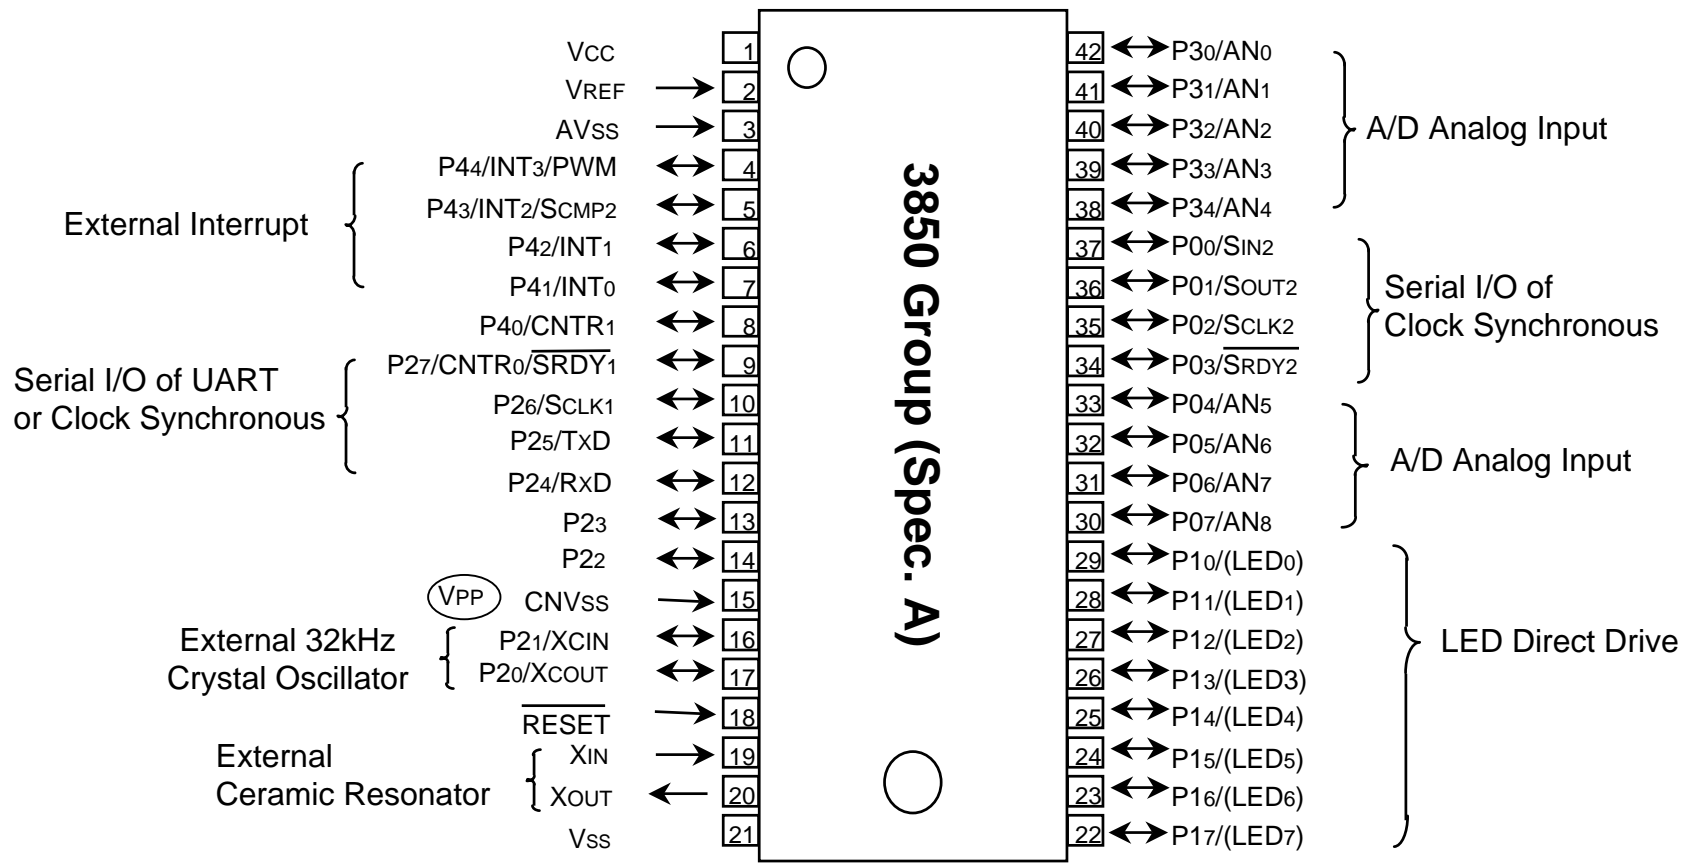 VCC 1
VREF 2
AVSS 3
P44/INT3/PWM 4
P43/INT2/SCMP2 5
P42/INT1 6
P41/INT0 7
P40/CNTR1 8
P27/CNTR0/SRDY1 9
P26/SCLK1 10
P25/TXD 11
P24/RXD 12
P23 13
P22 14
VPP CNVSS 15
P21/XCIN 16
P20/XCOUT 17
RESET 18
XIN 19
XOUT 20
VSS 21
External Interrupt
Serial I/O of UART
or Clock Synchronous
External 32kHz
Crystal Oscillator
External
Ceramic Resonator
3850 Group (Spec. A)
42 P30/AN0
41 P31/AN1
40 P32/AN2
39 P33/AN3
38 P34/AN4
37 P00/SIN2
36 P01/SOUT2
35 P02/SCLK2
34 P03/SRDY2
33 P04/AN5
32 P05/AN6
31 P06/AN7
30 P07/AN8
29 P10/(LED0)
28 P11/(LED1)
27 P12/(LED2)
26 P13/(LED3)
25 P14/(LED4)
24 P15/(LED5)
23 P16/(LED6)
22 P17/(LED7)
A/D Analog Input
Serial I/O of
Clock Synchronous
A/D Analog Input
LED Direct Drive